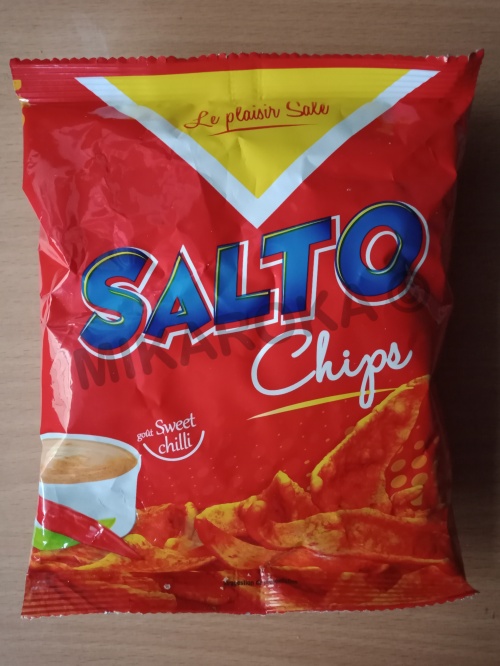 Le plaisir Salé
SALTO
Chips
goût Sweet
chilli